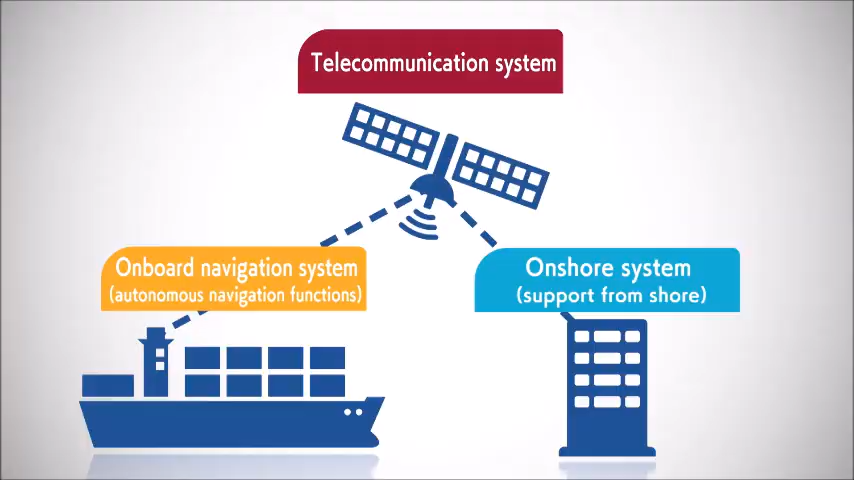 Telecommunication system
Onboard navigation system
(autonomous navigation functions)
Onshore system
(support from shore)